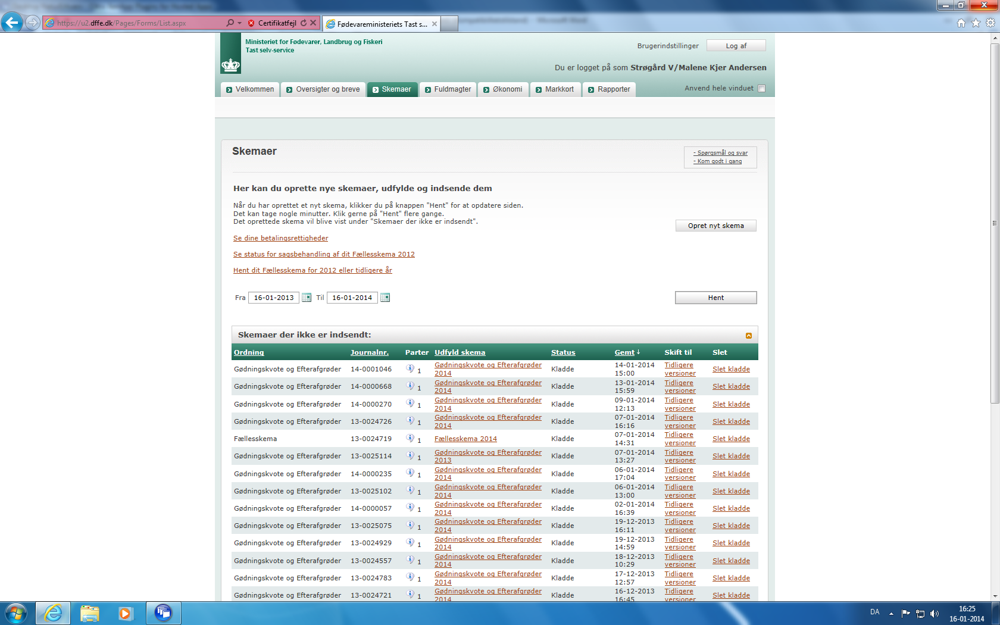 https://u2.dffe.dk/Pages/Forms/List.aspx
Certifikatfejl
Fødevareministeriets Tast s...
Ministeriet for Fødevarer, Landbrug og Fiskeri
Tast selv-service
Brugerindstillinger
Log af
Du er logget på som Strøgård V/Malene Kjer Andersen
Velkommen
Oversigter og breve
Skemaer
Fuldmagter
Økonomi
Markkort
Rapporter
Anvend hele vinduet
Skemaer
- Spørgsmål og svar
- Kom godt i gang
Her kan du oprette nye skemaer, udfylde og indsende dem
Når du har oprettet et nyt skema, klikker du på knappen "Hent" for at opdatere siden.
Det kan tage nogle minutter. Klik gerne på "Hent" flere gange.
Det oprettede skema vil blive vist under "Skemaer der ikke er indsendt".
Opret nyt skema
Se dine betalingsrettigheder
Se status for sagsbehandling af dit Fællesskema 2012
Hent dit Fællesskema for 2012 eller tidligere år
Fra 16-01-2013 Til 16-01-2014
Hent
Skemaer der ikke er indsendt:
Ordning Journalnr. Parter Udfyld skema Status Gemt Skift til Slet
Gødningskvote og Efterafgrøder 14-0001046 1 Gødningskvote og Efterafgrøder 2014 Kladde 14-01-2014 15:00 Tidligere versioner Slet kladde
Gødningskvote og Efterafgrøder 14-0000668 1 Gødningskvote og Efterafgrøder 2014 Kladde 13-01-2014 15:59 Tidligere versioner Slet kladde
Gødningskvote og Efterafgrøder 14-0000270 1 Gødningskvote og Efterafgrøder 2014 Kladde 09-01-2014 12:13 Tidligere versioner Slet kladde
Gødningskvote og Efterafgrøder 13-0024726 1 Gødningskvote og Efterafgrøder 2014 Kladde 07-01-2014 16:16 Tidligere versioner Slet kladde
Fællesskema 13-0024719 1 Fællesskema 2014 Kladde 07-01-2014 14:31 Tidligere versioner Slet kladde
Gødningskvote og Efterafgrøder 13-0025114 1 Gødningskvote og Efterafgrøder 2013 Kladde 07-01-2014 13:27 Tidligere versioner Slet kladde
Gødningskvote og Efterafgrøder 14-0000235 1 Gødningskvote og Efterafgrøder 2014 Kladde 06-01-2014 17:04 Tidligere versioner Slet kladde
Gødningskvote og Efterafgrøder 13-0025102 1 Gødningskvote og Efterafgrøder 2014 Kladde 06-01-2014 13:00 Tidligere versioner Slet kladde
Gødningskvote og Efterafgrøder 14-0000057 1 Gødningskvote og Efterafgrøder 2014 Kladde 02-01-2014 16:39 Tidligere versioner Slet kladde
Gødningskvote og Efterafgrøder 13-0025075 1 Gødningskvote og Efterafgrøder 2014 Kladde 19-12-2013 16:11 Tidligere versioner Slet kladde
Gødningskvote og Efterafgrøder 13-0024929 1 Gødningskvote og Efterafgrøder 2014 Kladde 19-12-2013 14:59 Tidligere versioner Slet kladde
Gødningskvote og Efterafgrøder 13-0024557 1 Gødningskvote og Efterafgrøder 2014 Kladde 18-12-2013 10:29 Tidligere versioner Slet kladde
Gødningskvote og Efterafgrøder 13-0024783 1 Gødningskvote og Efterafgrøder 2014 Kladde 17-12-2013 12:57 Tidligere versioner Slet kladde
Gødningskvote og Efterafgrøder 13-0024721 1 Gødningskvote og Efterafgrøder 2014 Kladde 16-12-2013 16:45 Tidligere versioner Slet kladde
DA
16:25
16-01-2014